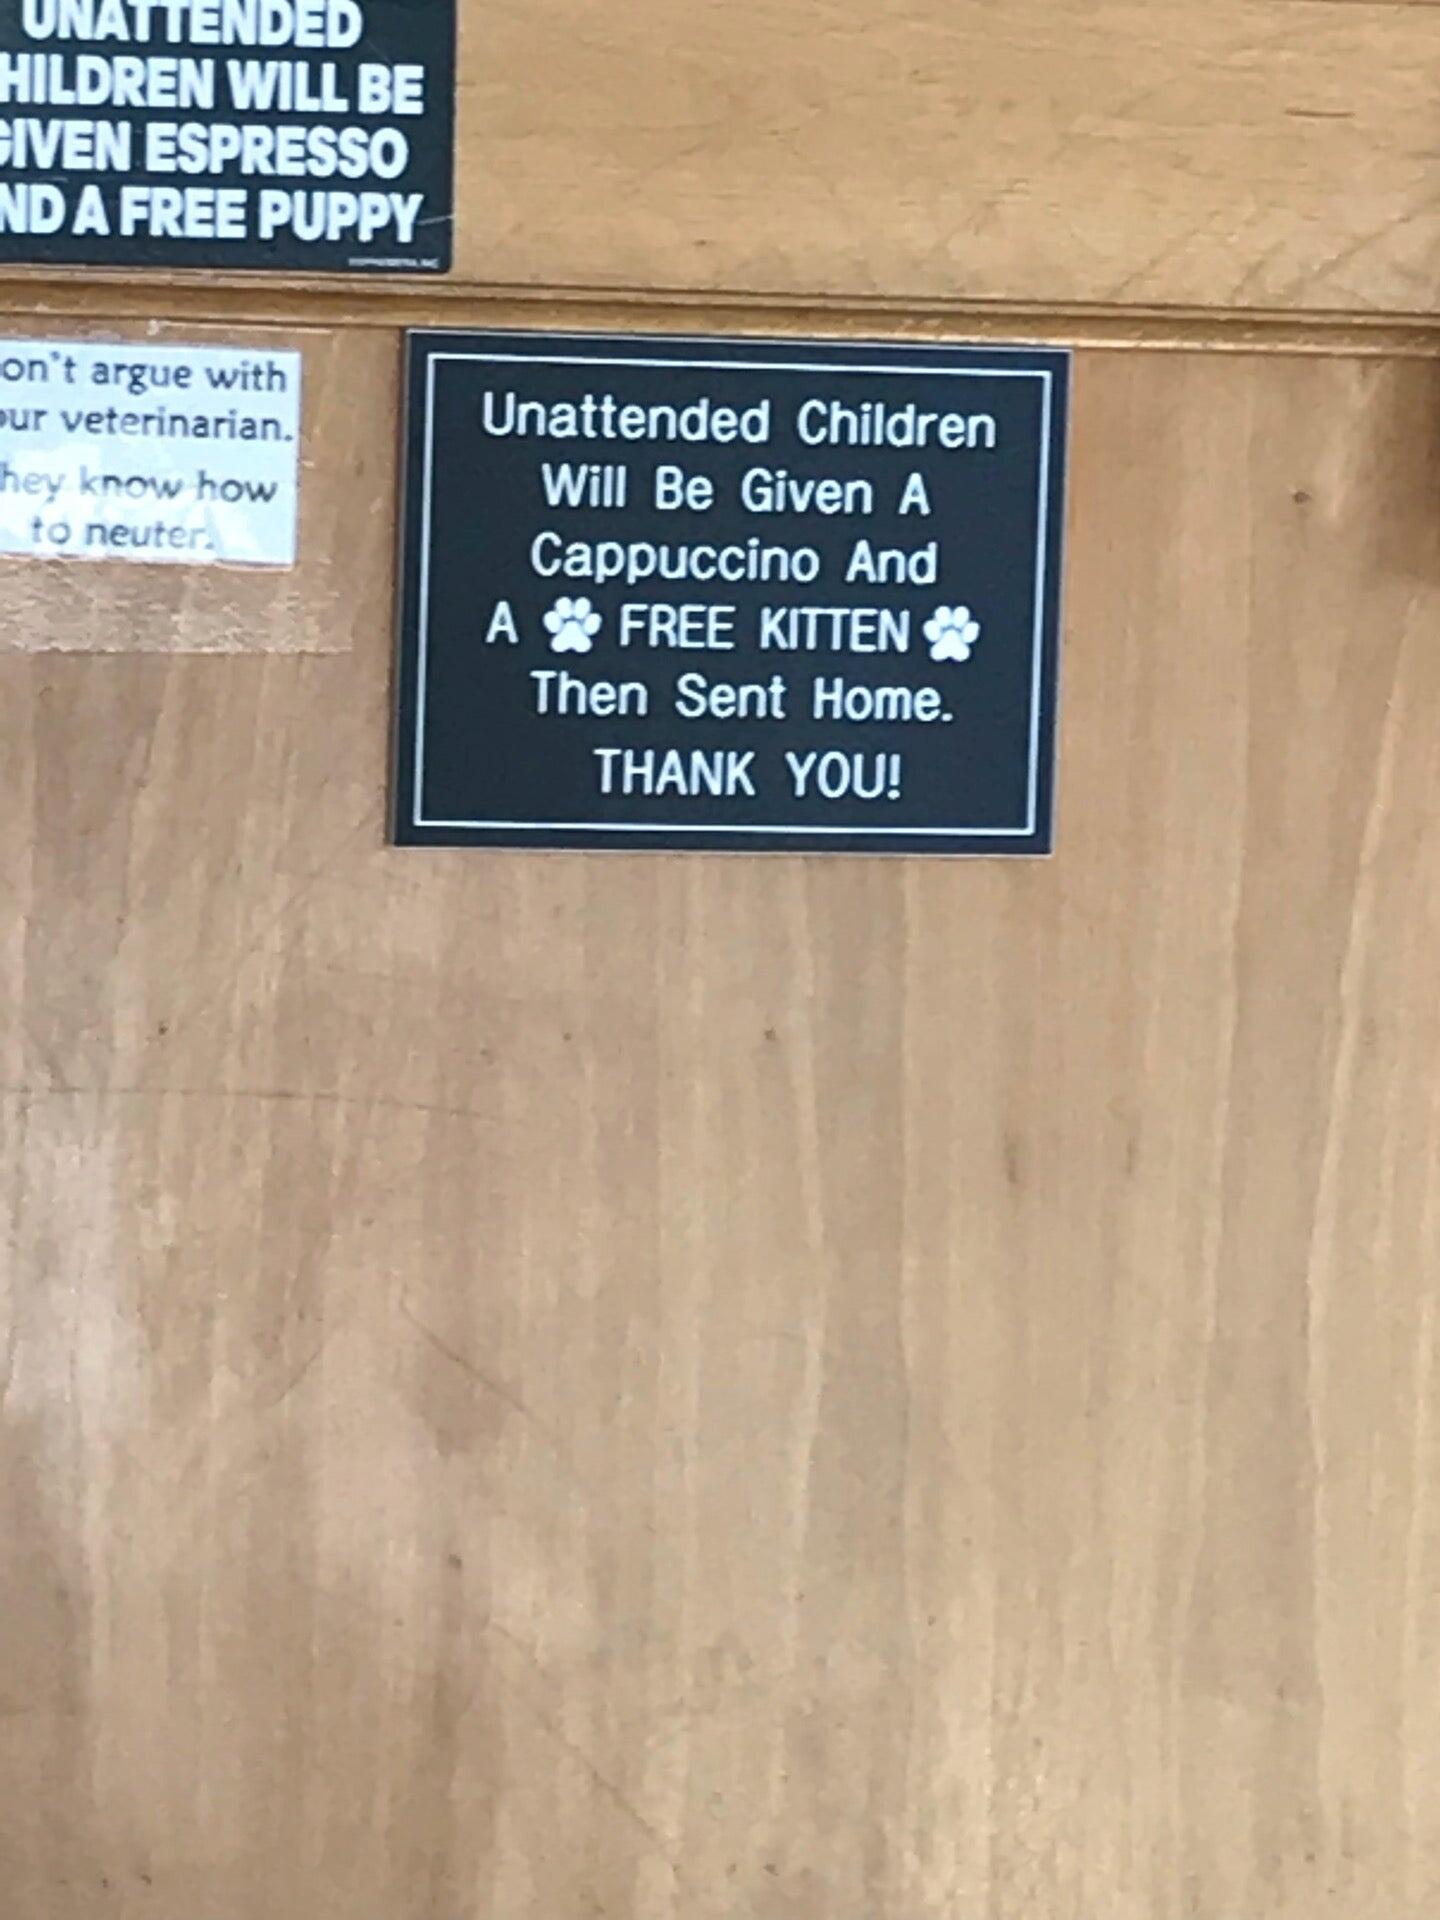 UNATTENDED
HILDREN WILL BE
GIVEN ESPRESSO
ND A FREE PUPPY
on't argue with
our veterinarian.
hey know how
to neuter.
Unattended Children
Will Be Given A
Cappuccino And
A FREE KITTEN
Then Sent Home.
THANK YOU!